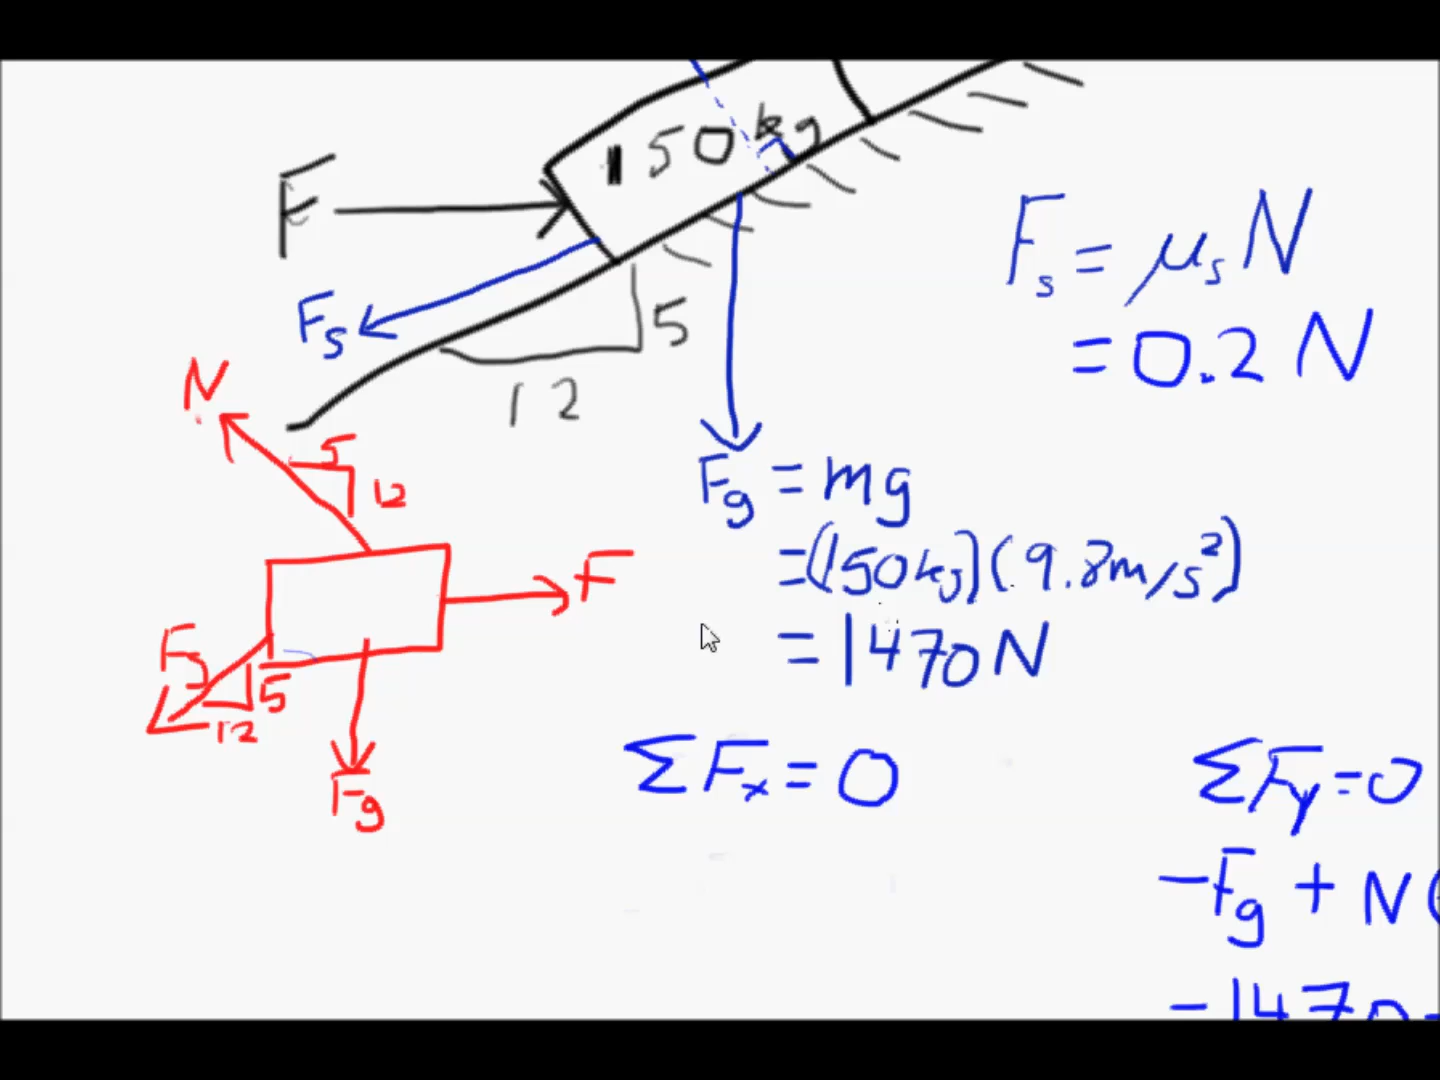 150kg
F
Fs
5
12
Fs = μs N
= 0.2 N
N
5
12
F
Fs
5
12
Fg
Fg = mg
= (150kg)(9.8m/s²)
= 1470 N
ΣFx = 0
ΣFy = 0
-Fg + N(
-1470